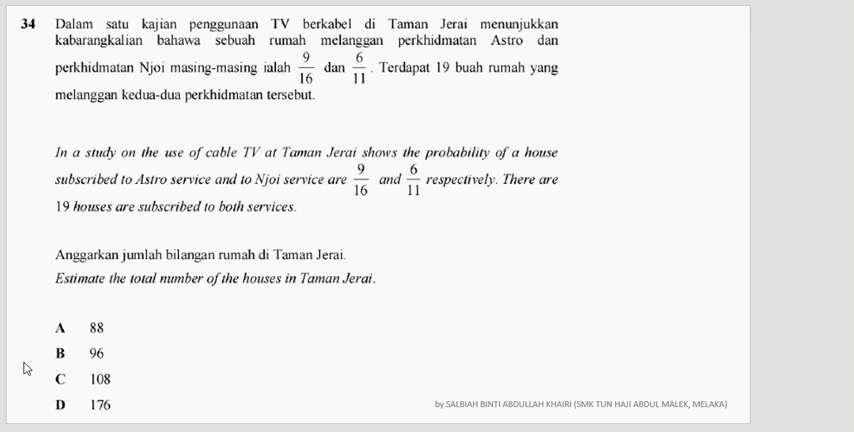 34 Dalam satu kajian penggunaan TV berkabel di Taman Jerai menunjukkan
kabarangkalian bahawa sebuah rumah melanggan perkhidmatan Astro dan
perkhidmatan Njoi masing-masing ialah 9/16 dan 6/11. Terdapat 19 buah rumah yang
melanggan kedua-dua perkhidmatan tersebut.
In a study on the use of cable TV at Taman Jerai shows the probability of a house
subscribed to Astro service and to Njoi service are 9/16 and 6/11 respectively. There are
19 houses are subscribed to both services.
Anggarkan jumlah bilangan rumah di Taman Jerai.
Estimate the total number of the houses in Taman Jerai.
A 88
B 96
C 108
D 176
by SALBIAH BINTI ABDULLAH KHAIRI (SMK TUN HAJI ABDUL MALEK, MELAKA)